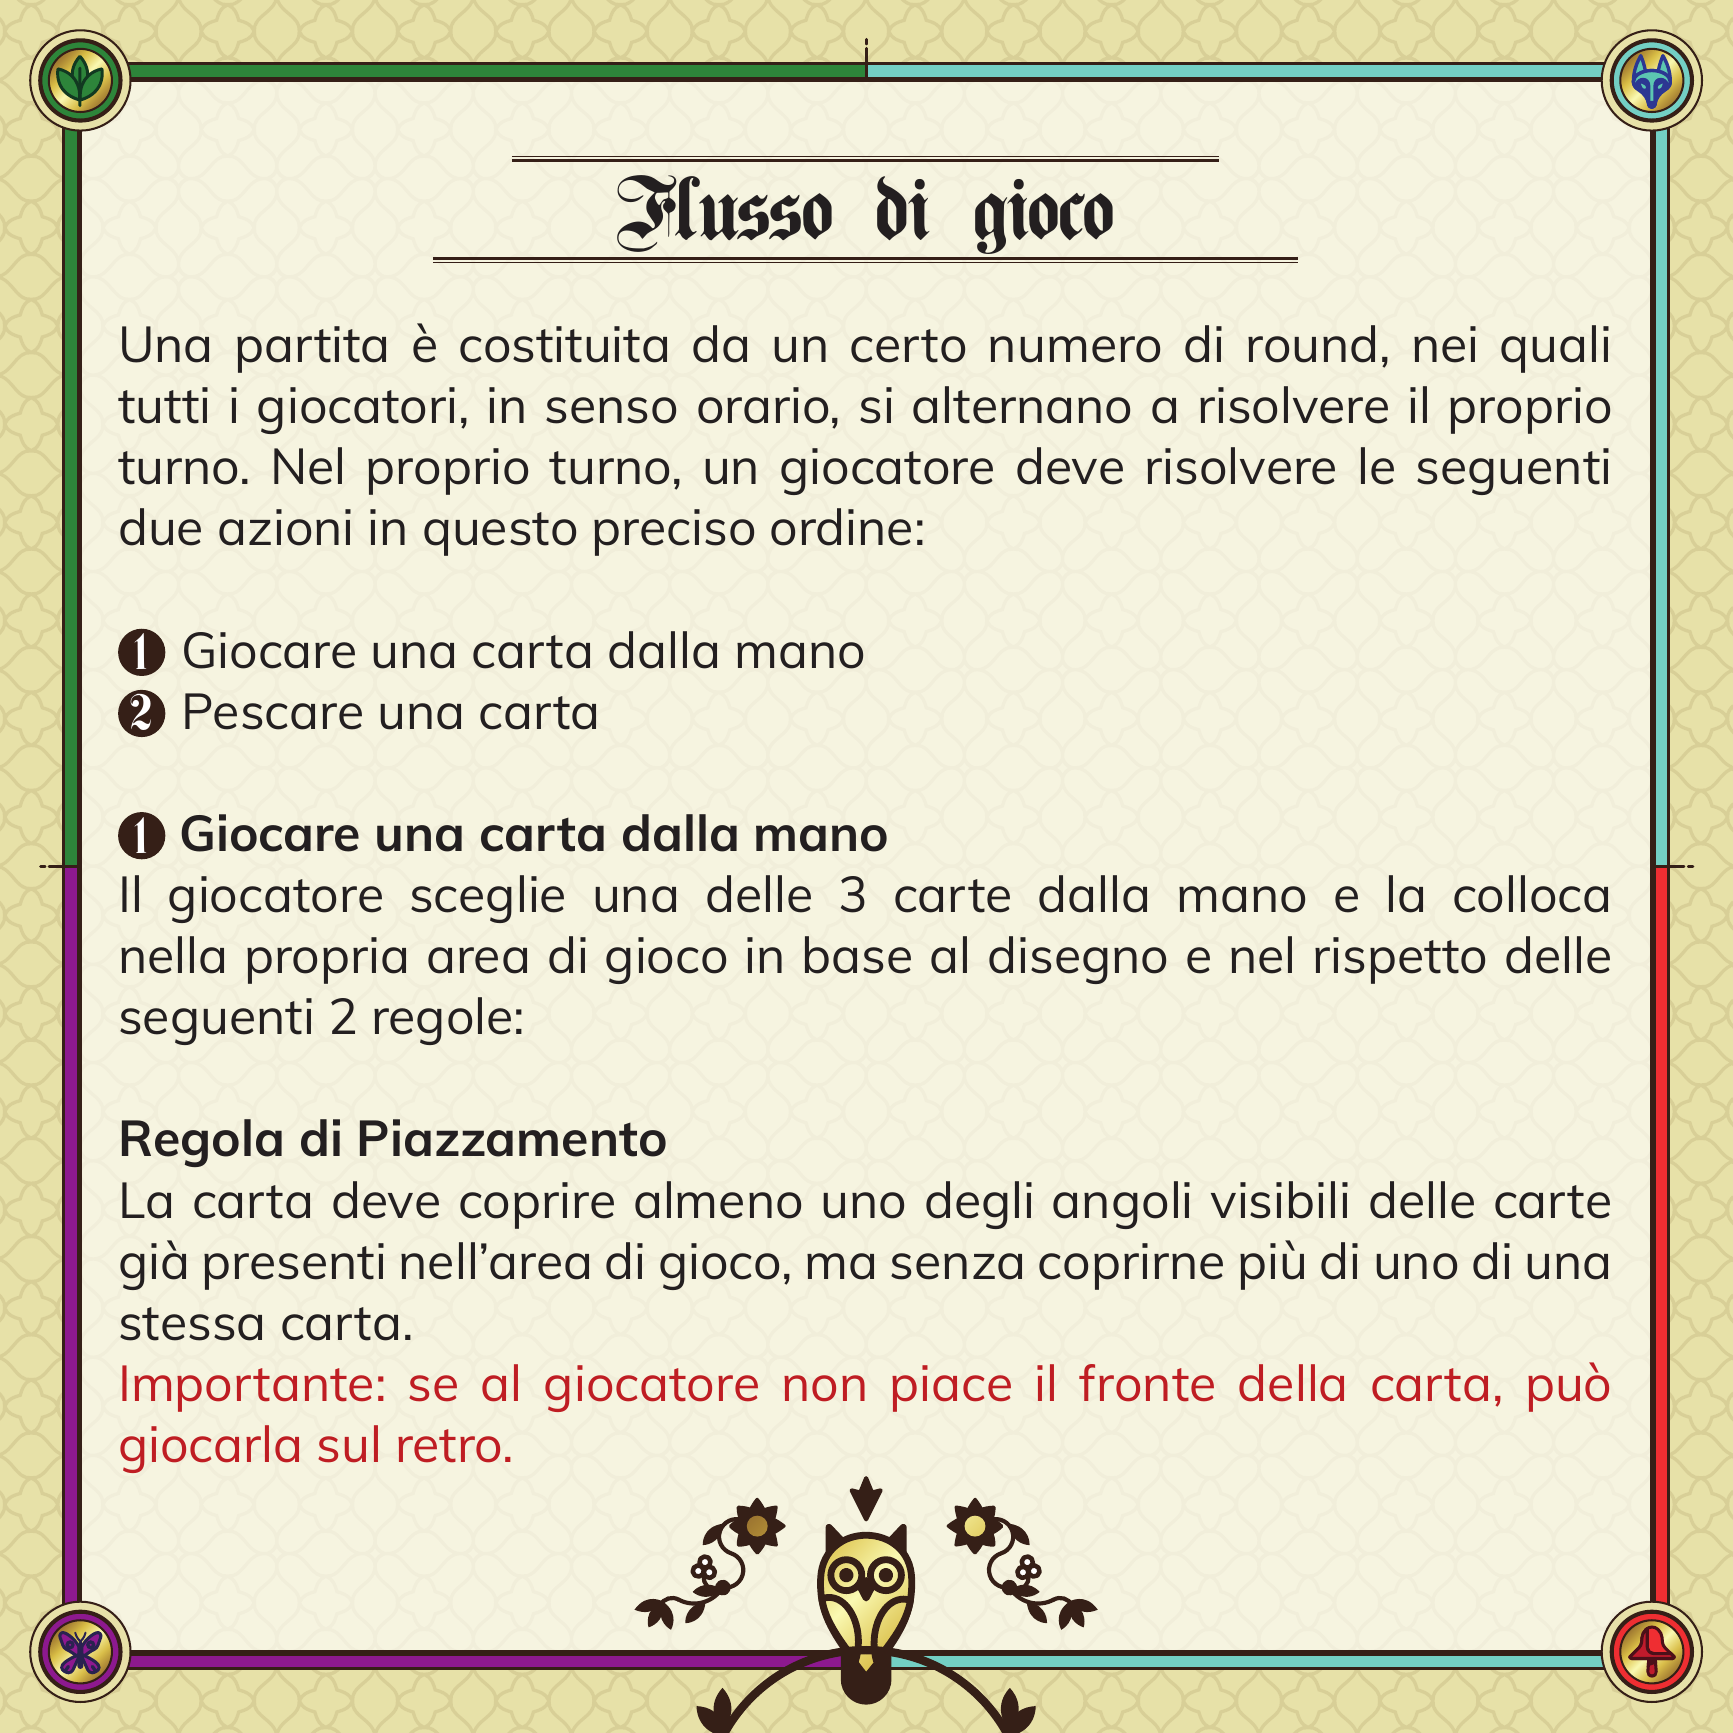 Flusso di gioco
Una partita è costituita da un certo numero di round, nei quali
tutti i giocatori, in senso orario, si alternano a risolvere il proprio
turno. Nel proprio turno, un giocatore deve risolvere le seguenti
due azioni in questo preciso ordine:
1 Giocare una carta dalla mano
2 Pescare una carta
1 Giocare una carta dalla mano
Il giocatore sceglie una delle 3 carte dalla mano e la colloca
nella propria area di gioco in base al disegno e nel rispetto delle
seguenti 2 regole:
Regola di Piazzamento
La carta deve coprire almeno uno degli angoli visibili delle carte
già presenti nell’area di gioco, ma senza coprirne più di uno di una
stessa carta.
Importante: se al giocatore non piace il fronte della carta, può
giocarla sul retro.